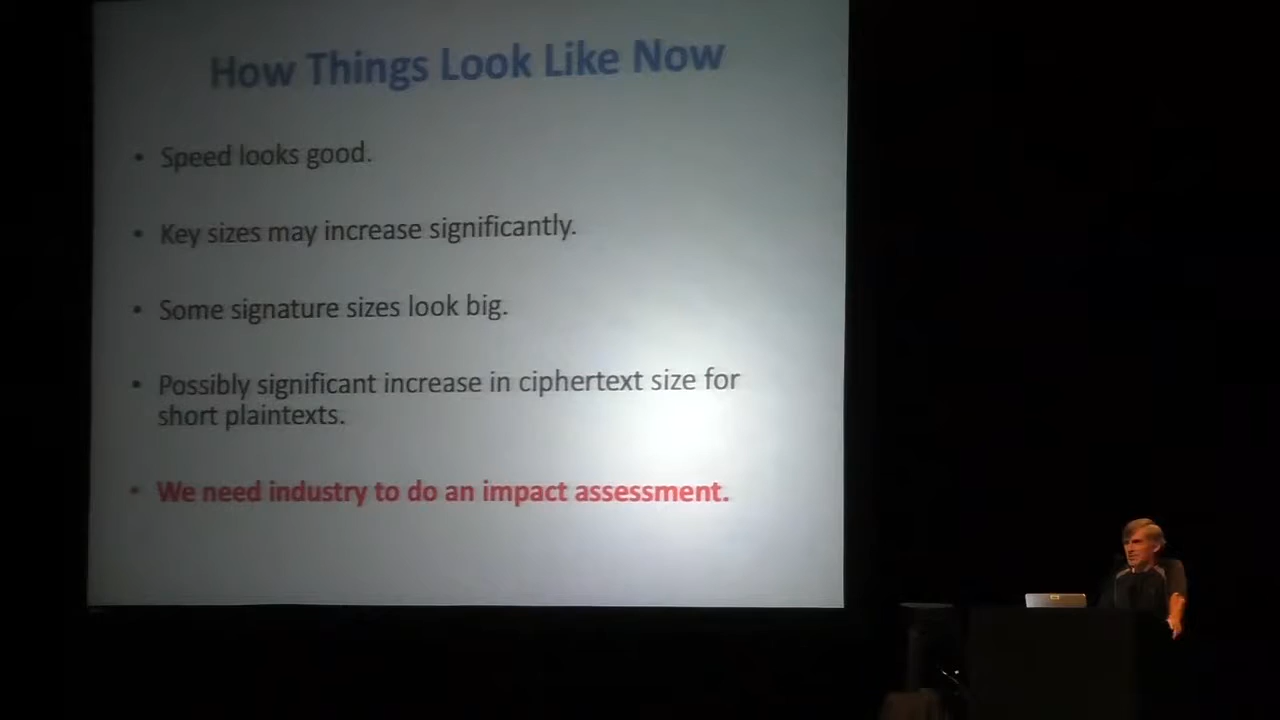 How Things Look Like Now
• Speed looks good.
• Key sizes may increase significantly.
• Some signature sizes look big.
• Possibly significant increase in ciphertext size for
short plaintexts.
• We need industry to do an impact assessment.